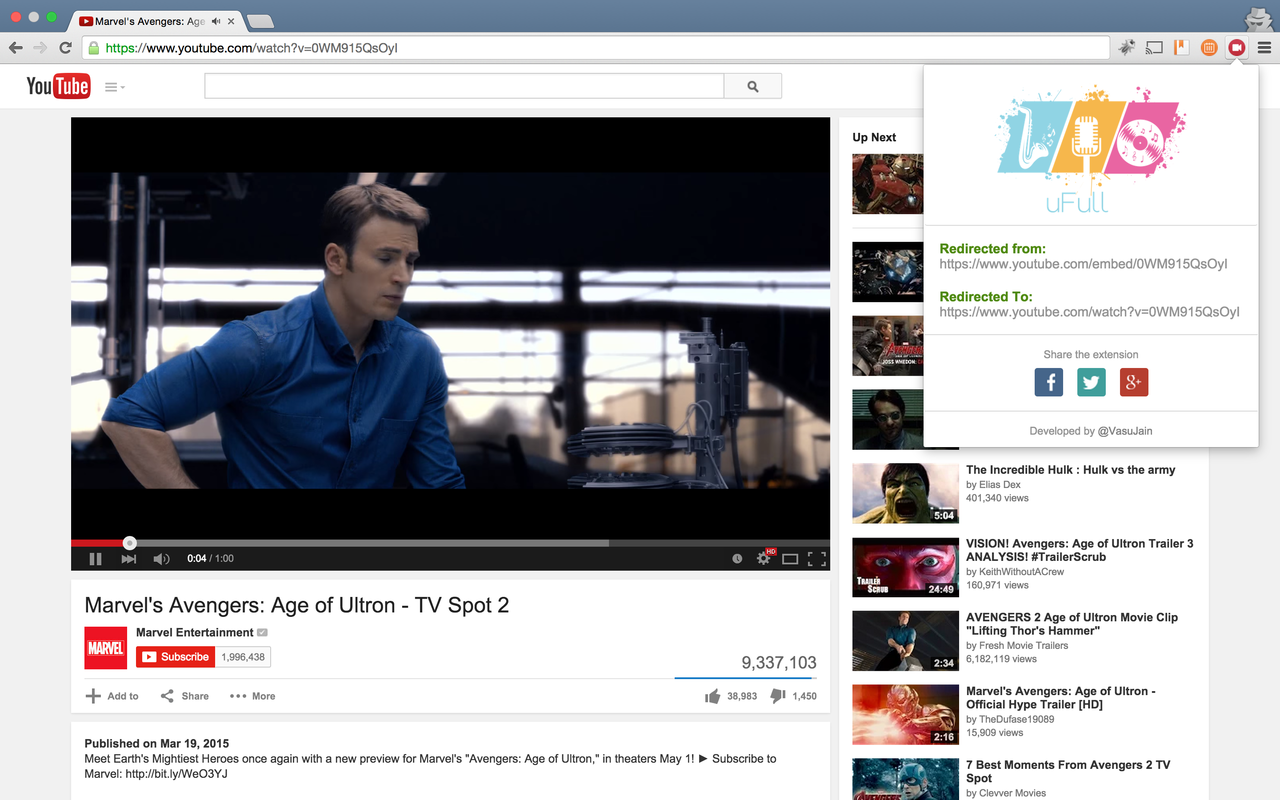 Marvel's Avengers: Age
https://www.youtube.com/watch?v=0WM915QsOyI
YouTube
uFull
Redirected from:
https://www.youtube.com/embed/0WM915QsOyI
Redirected To:
https://www.youtube.com/watch?v=0WM915QsOyI
Share the extension
Developed by @VasuJain
0:04 / 1:00
HD
Marvel's Avengers: Age of Ultron - TV Spot 2
MARVEL
Marvel Entertainment
Subscribe 1,996,438
9,337,103
Add to Share More 38,983 1,450
Published on Mar 19, 2015
Meet Earth's Mightiest Heroes once again with a new preview for Marvel's "Avengers: Age of Ultron," in theaters May 1! ► Subscribe to
Marvel: http://bit.ly/WeO3YJ
Up Next
JOSS WHEDON:
The Incredible Hulk : Hulk vs the army
by Elias Dex
401,340 views
5:04
VISION! Avengers: Age of Ultron Trailer 3
ANALYSIS! #TrailerScrub
by KeithWithoutACrew
160,971 views
TRAILER
SCRUB
24:49
AVENGERS 2 Age of Ultron Movie Clip
"Lifting Thor's Hammer"
by Fresh Movie Trailers
6,182,119 views
2:34
Marvel's Avengers: Age of Ultron -
Official Hype Trailer [HD]
by TheDufase19089
15,909 views
2:16
7 Best Moments From Avengers 2 TV
Spot
by Clevver Movies